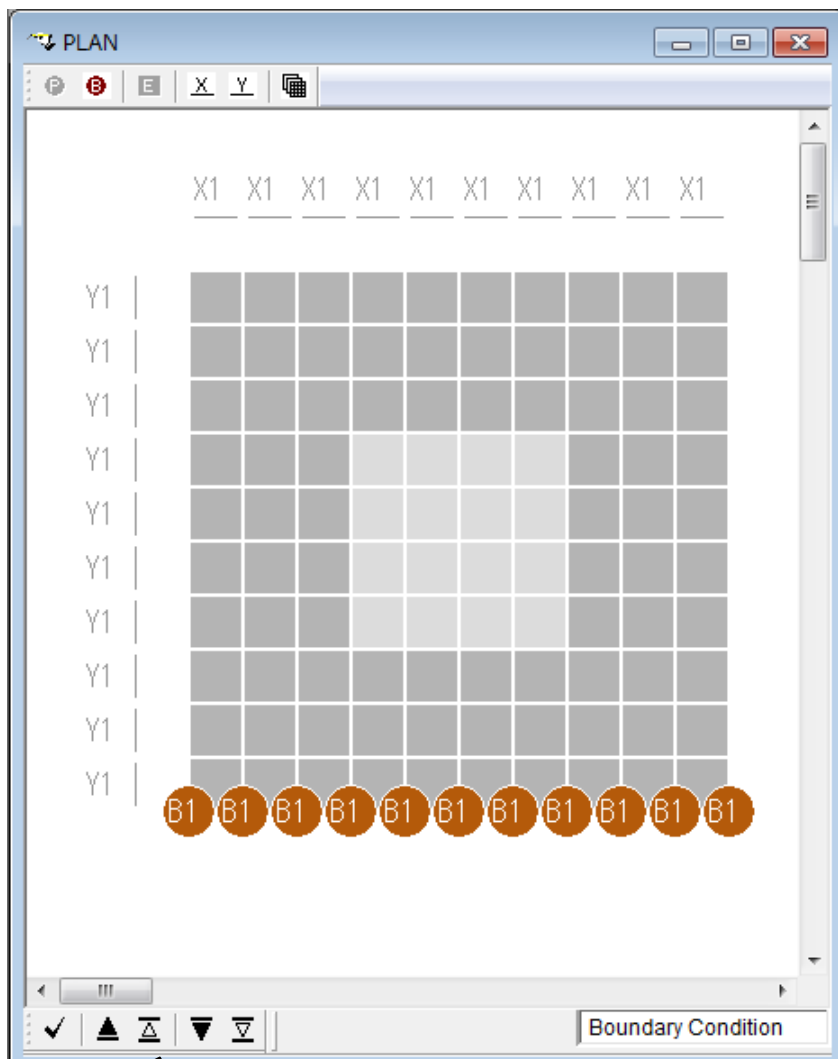 PLAN
P B E X Y
X1 X1 X1 X1 X1 X1 X1 X1 X1 X1
Y1
Y1
Y1
Y1
Y1
Y1
Y1
Y1
Y1
Y1
B1 B1 B1 B1 B1 B1 B1 B1 B1 B1 B1
Boundary Condition